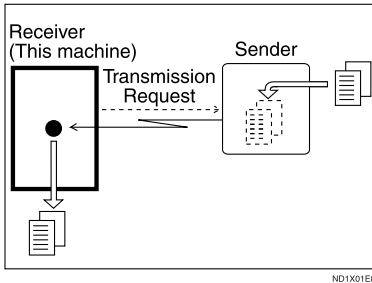 Receiver
(This machine)
Sender
Transmission
Request